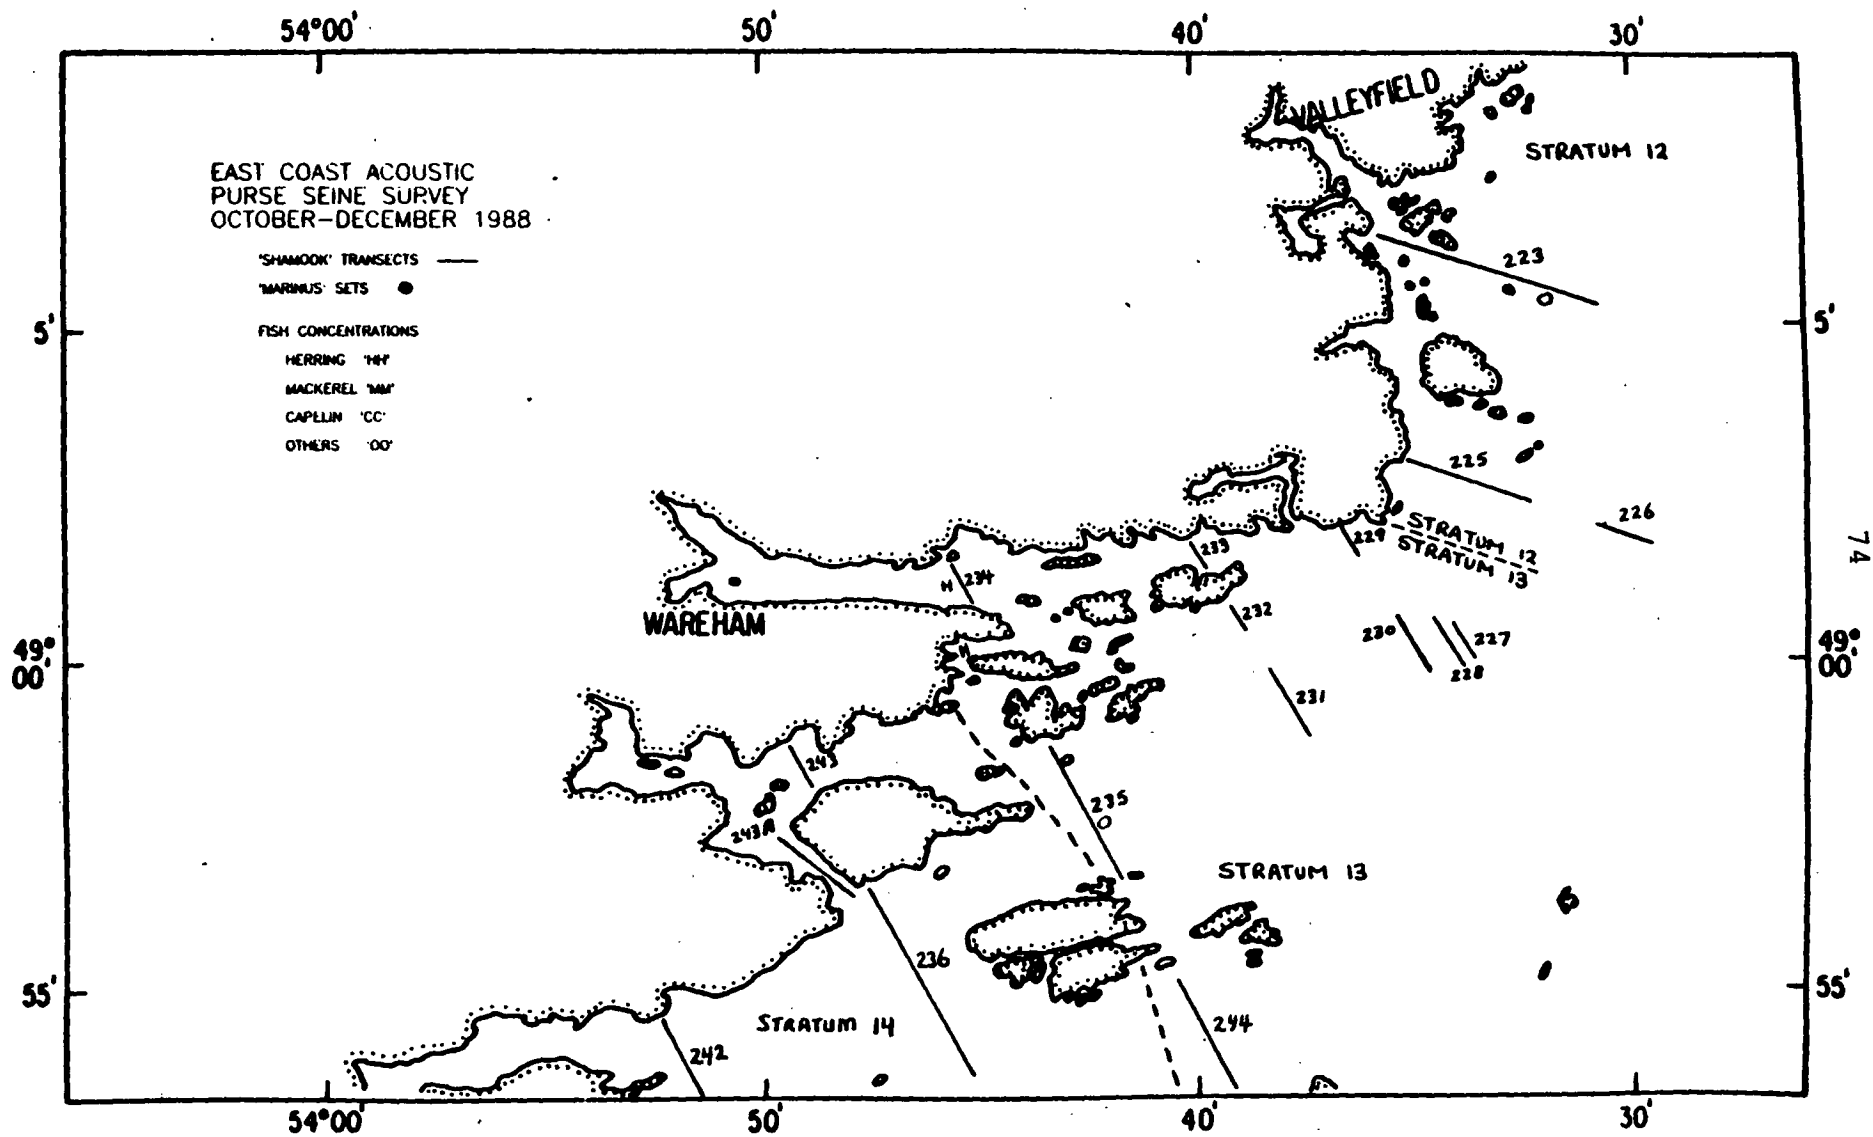 54°00' 50' 40' 30'
VALLEYFIELD
STRATUM 12
EAST COAST ACOUSTIC
PURSE SEINE SURVEY
OCTOBER-DECEMBER 1988
'SHAMOOK' TRANSECTS
'MARINUS' SETS
FISH CONCENTRATIONS
HERRING 'HH'
MACKEREL 'MM'
CAPELIN 'CC'
OTHERS 'OO'
223
5' 5'
225
226
STRATUM 12
STRATUM 13
229
233
74
H 234
232
WAREHAM
230
227
228
49°00' 49°00'
H
231
243
235
243A
STRATUM 13
236
55' 55'
STRATUM 14
244
242
54°00' 50' 40' 30'